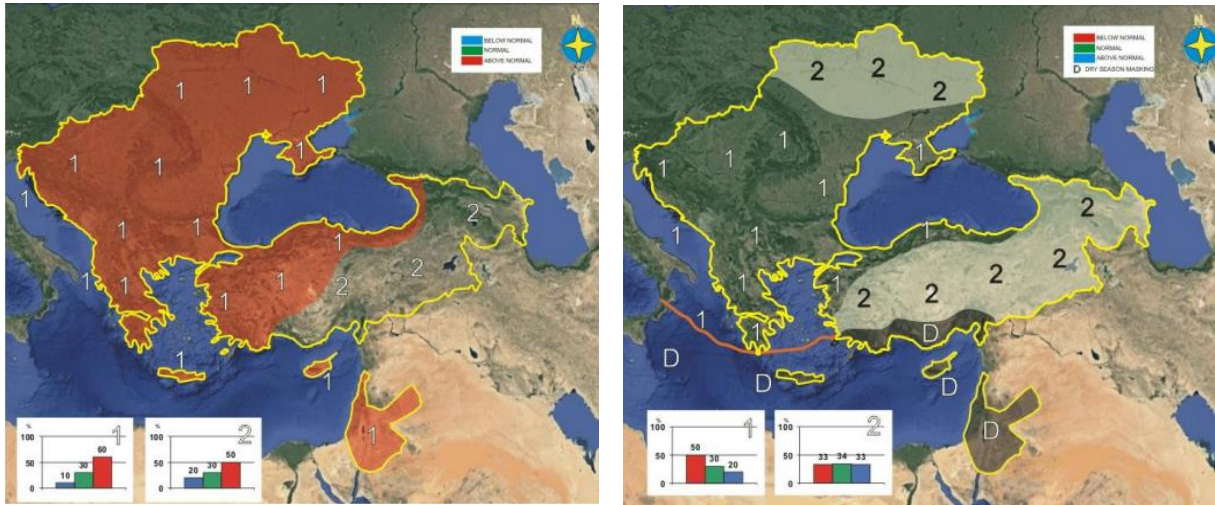 N
BELOW NORMAL
NORMAL
ABOVE NORMAL
1 1 1
1 1 1
1 1 1 1 2
1 1 1 1 2 2
1 1
1
% 1
100
50
0
10 30 60
% 2
100
50
0
20 30 50
N
BELOW NORMAL
NORMAL
ABOVE NORMAL
D DRY SEASON MASKING
2 2 2
1 1 1 1
1 1
1 1 1 2
1 1 2 2 2 2
1 1 D
D D D
D
% 1
100
50
0
50 30 20
% 2
100
50
0
33 34 33